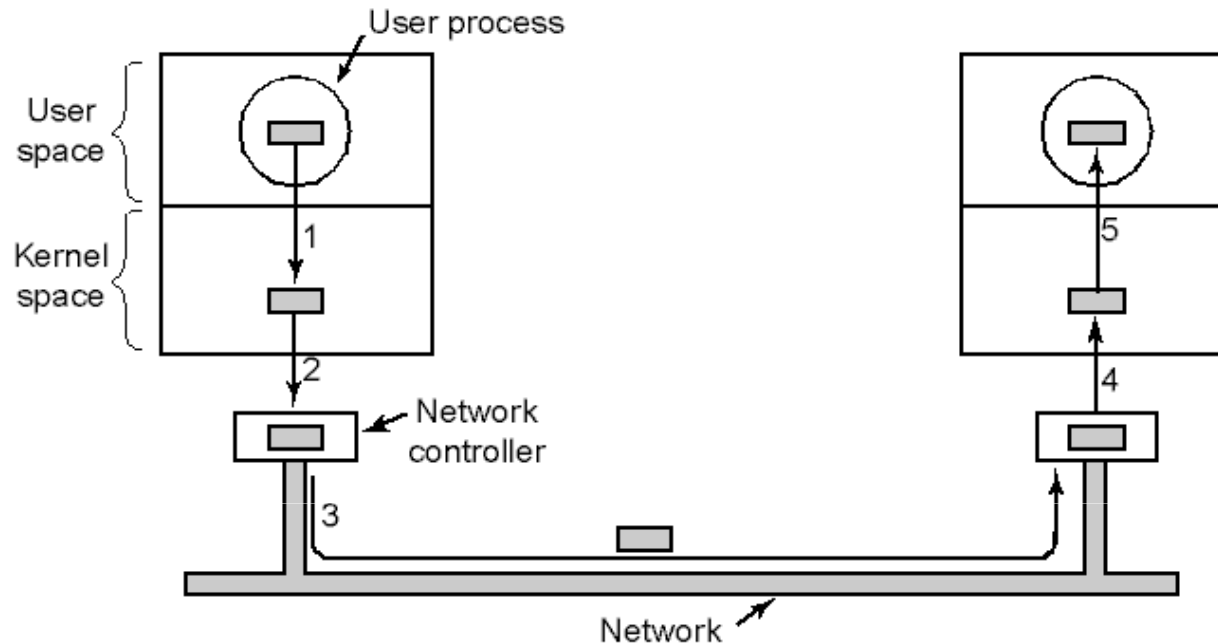 User process
User
space
1
5
Kernel
space
2
4
Network
controller
3
Network